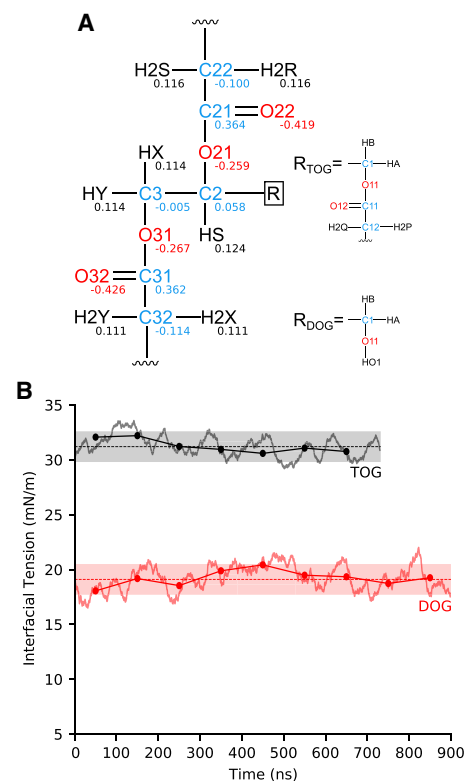 A
H2S C22 H2R
0.116 -0.100 0.116
C21 O22
0.364 -0.419
HX O21
0.114 -0.259
HY C3 C2 R
0.114 -0.005 0.058
O31 HS
-0.267 0.124
O32 C31
-0.426 0.362
H2Y C32 H2X
0.111 -0.114 0.111
HB
RTOG= C1 HA
O11
O12 C11
H2Q C12 H2P
HB
RDOG= C1 HA
O11
HO1
B
35
30
25
20
15
10
5
Interfacial Tension (mN/m)
TOG
DOG
0 100 200 300 400 500 600 700 800 900
Time (ns)